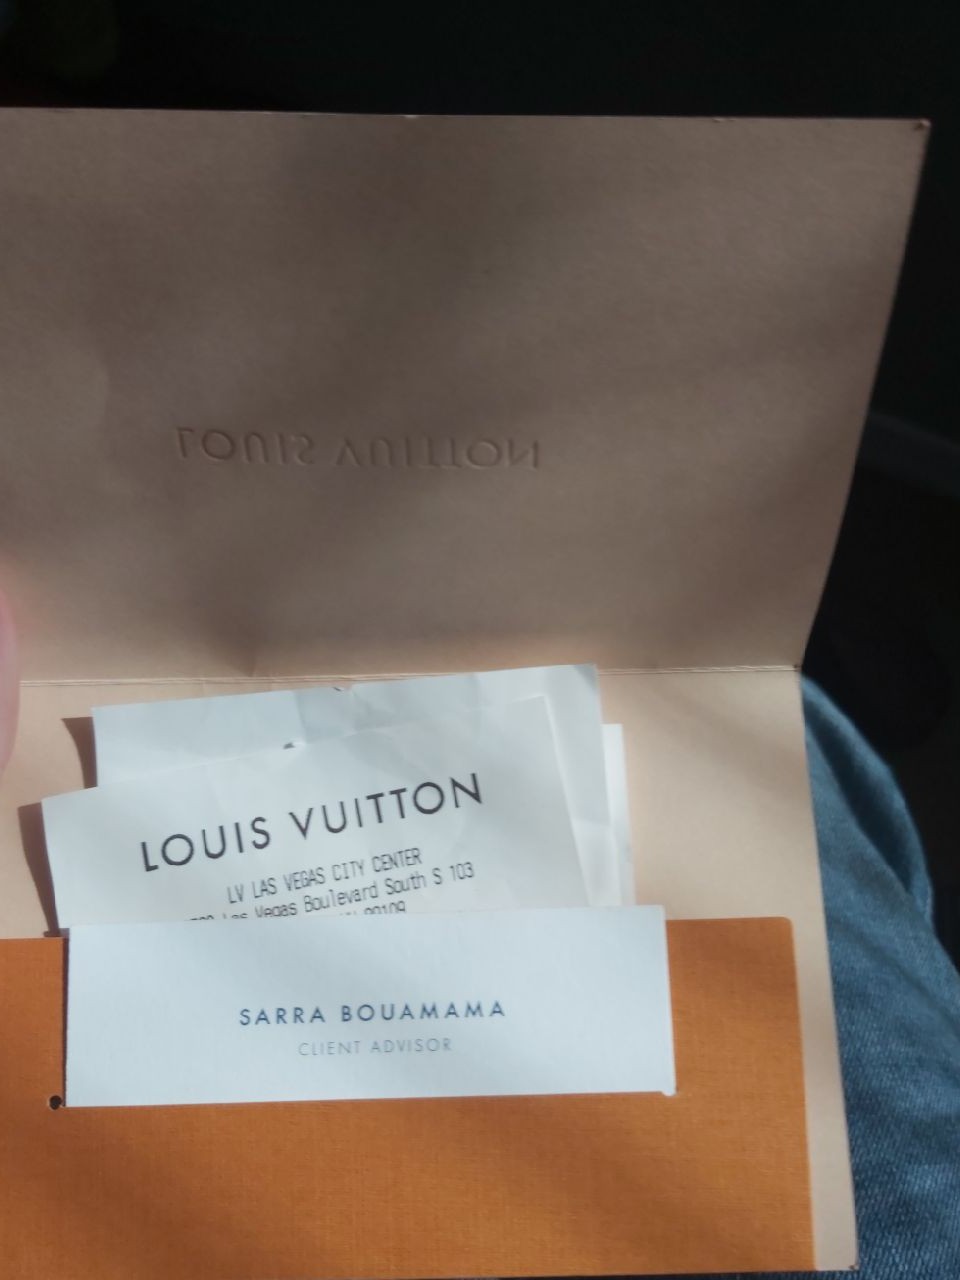 LOUIS VUITTON
LOUIS VUITTON
LV LAS VEGAS CITY CENTER
Las Vegas Boulevard South S 103
SARRA BOUAMAMA
CLIENT ADVISOR